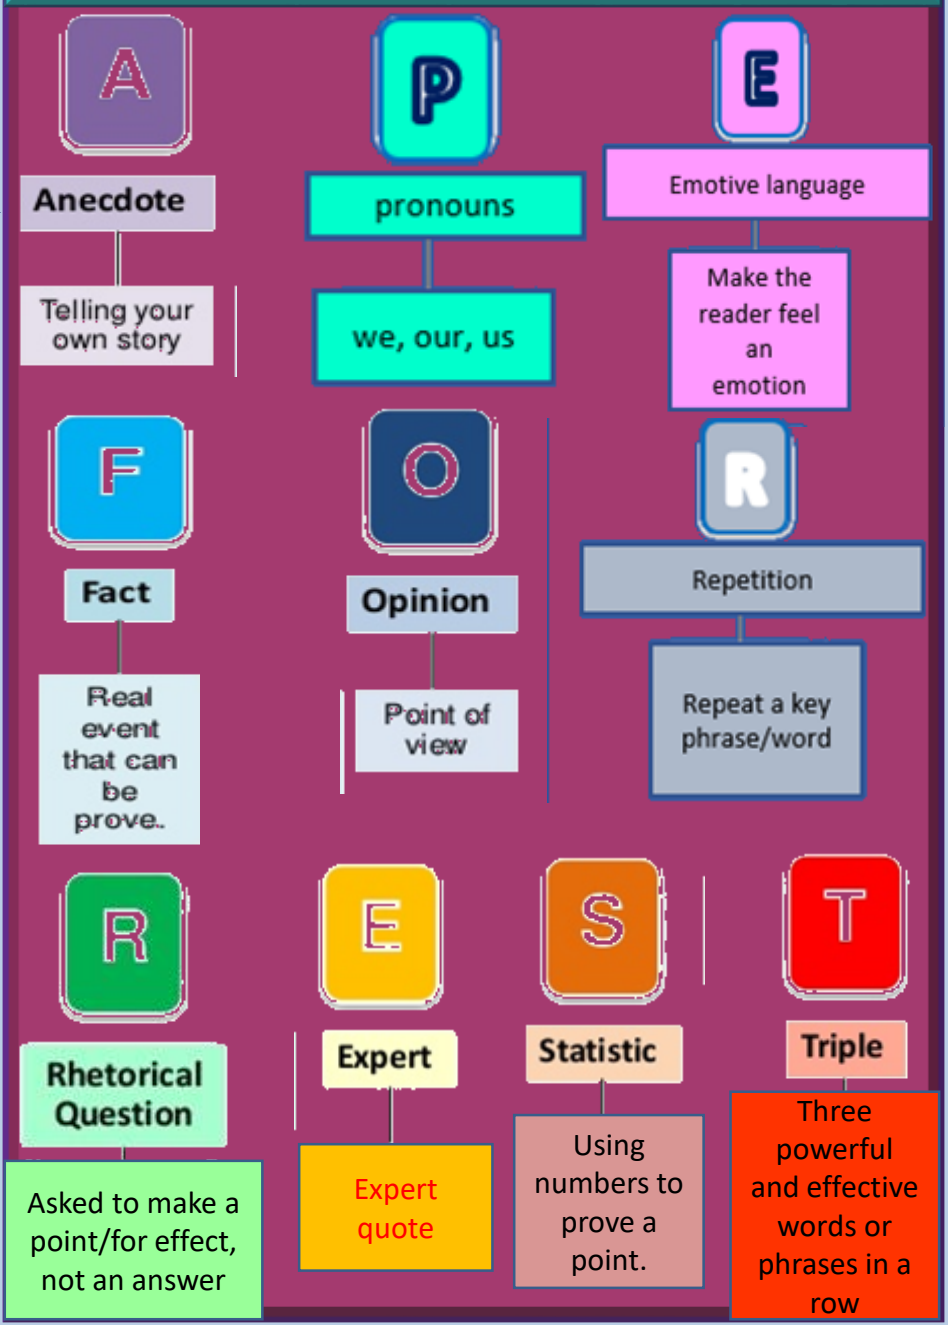 A
Anecdote
Telling your
own story
P
pronouns
we, our, us
E
Emotive language
Make the
reader feel
an
emotion
F
Fact
Real
event
that can
be
prove..
O
Opinion
Point of
view
R
Repetition
Repeat a key
phrase/word
R
Rhetorical
Question
Asked to make a
point/for effect,
not an answer
E
Expert
Expert
quote
S
Statistic
Using
numbers to
prove a
point.
T
Triple
Three
powerful
and effective
words or
phrases in a
row